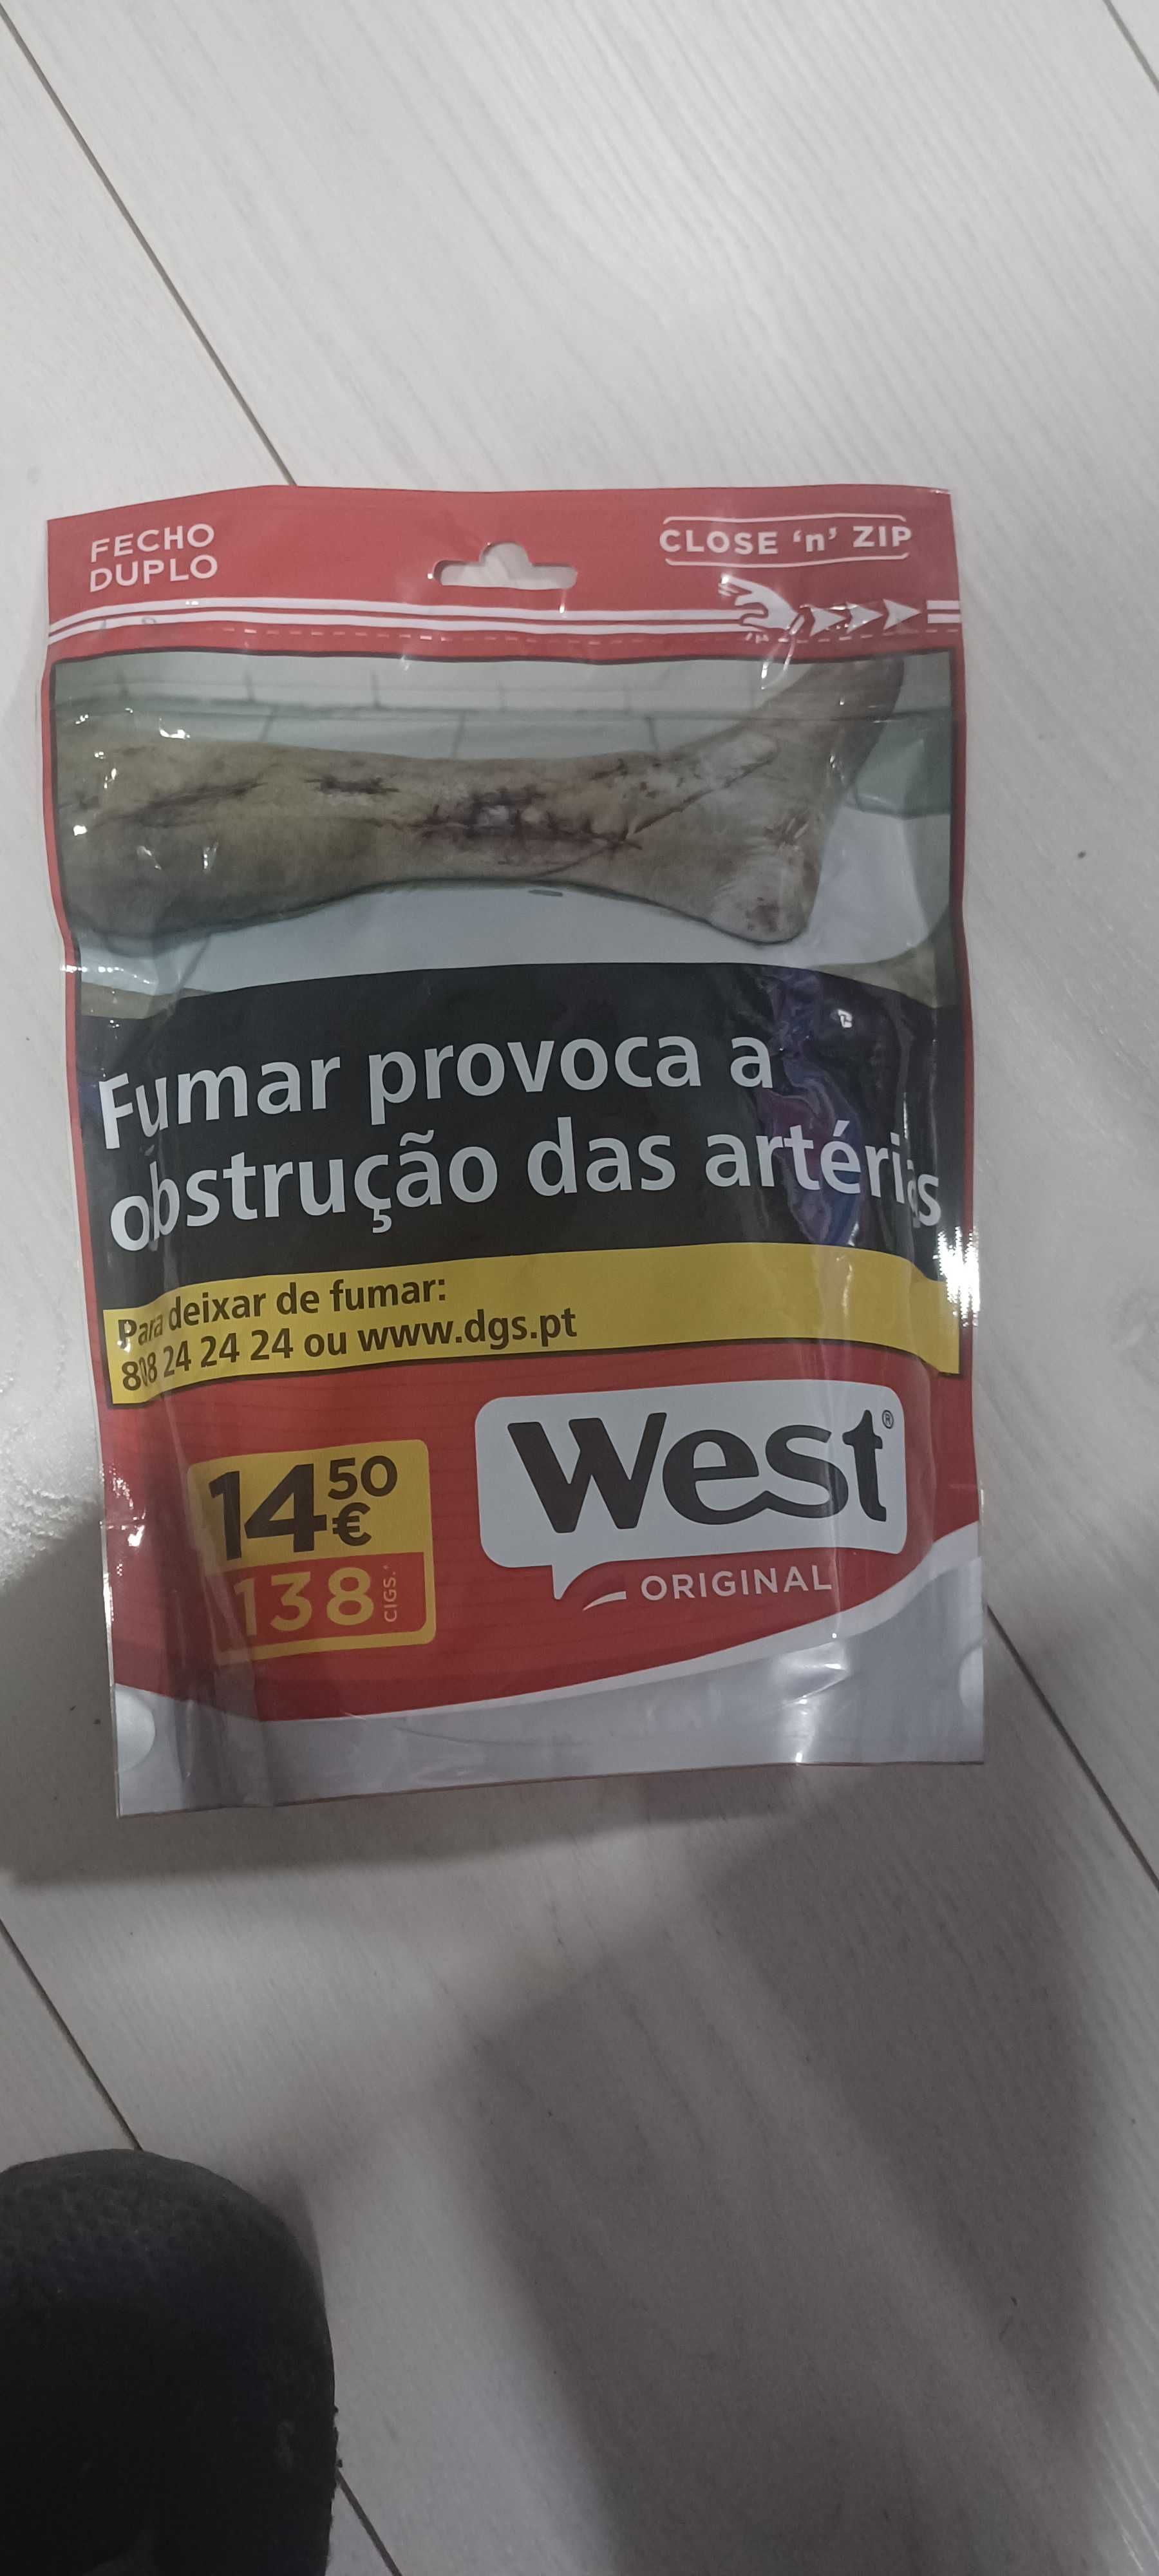 FECHO
DUPLO
CLOSE 'n' ZIP
Fumar provoca a
obstrução das artérias
Para deixar de fumar:
808 24 24 24 ou www.dgs.pt
14 50 €
138 CIGS.*
West®
ORIGINAL